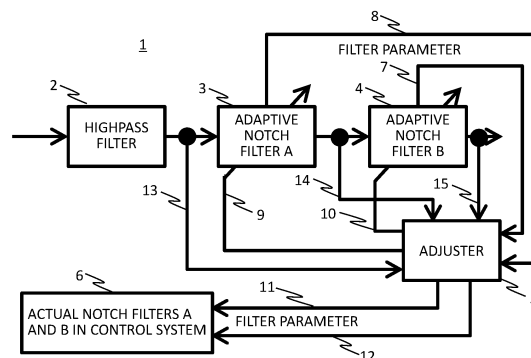 8
1
FILTER PARAMETER
7
2
3
4
HIGHPASS
FILTER
ADAPTIVE
NOTCH
FILTER A
ADAPTIVE
NOTCH
FILTER B
13
9
14
10
15
ADJUSTER
6
11
ACTUAL NOTCH FILTERS A
AND B IN CONTROL SYSTEM
FILTER PARAMETER
12